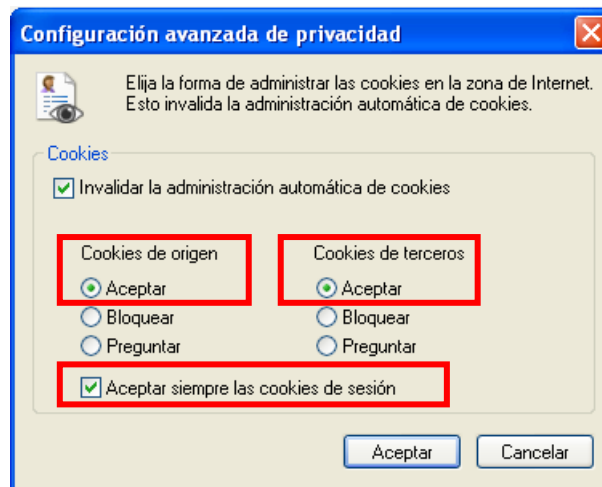 Configuración avanzada de privacidad
Elija la forma de administrar las cookies en la zona de Internet.
Esto invalida la administración automática de cookies.
Cookies
Invalidar la administración automática de cookies
Cookies de origen Cookies de terceros
Aceptar Aceptar
Bloquear Bloquear
Preguntar Preguntar
Aceptar siempre las cookies de sesión
Aceptar Cancelar